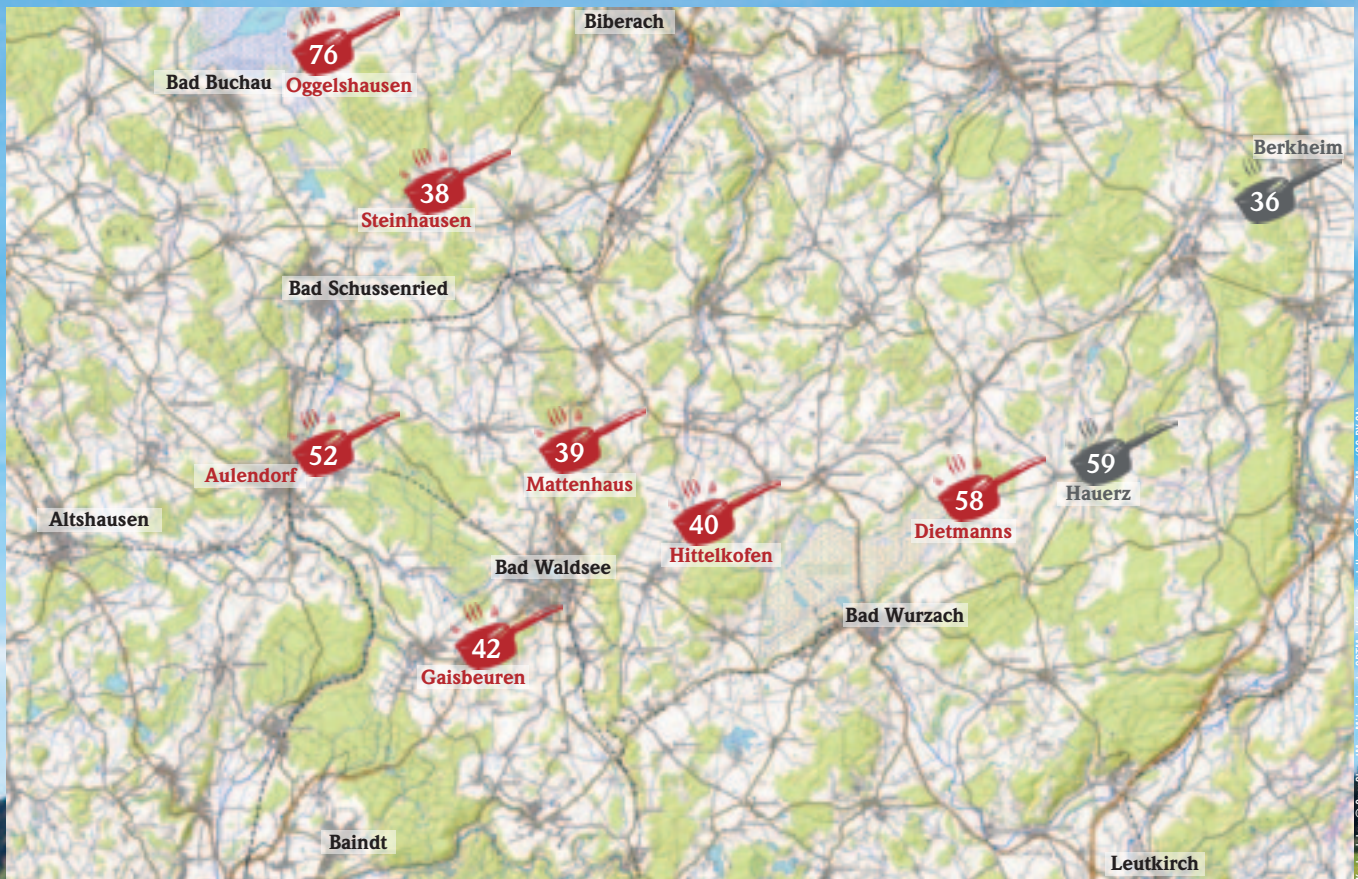 Biberach
76
Bad Buchau
Oggelshausen
Berkheim
38
36
Steinhausen
Bad Schussenried
52
39
59
Aulendorf
Mattenhaus
58
Hauerz
Altshausen
40
Dietmanns
Hittelkofen
Bad Waldsee
Bad Wurzach
42
Gaisbeuren
Baindt
Leutkirch